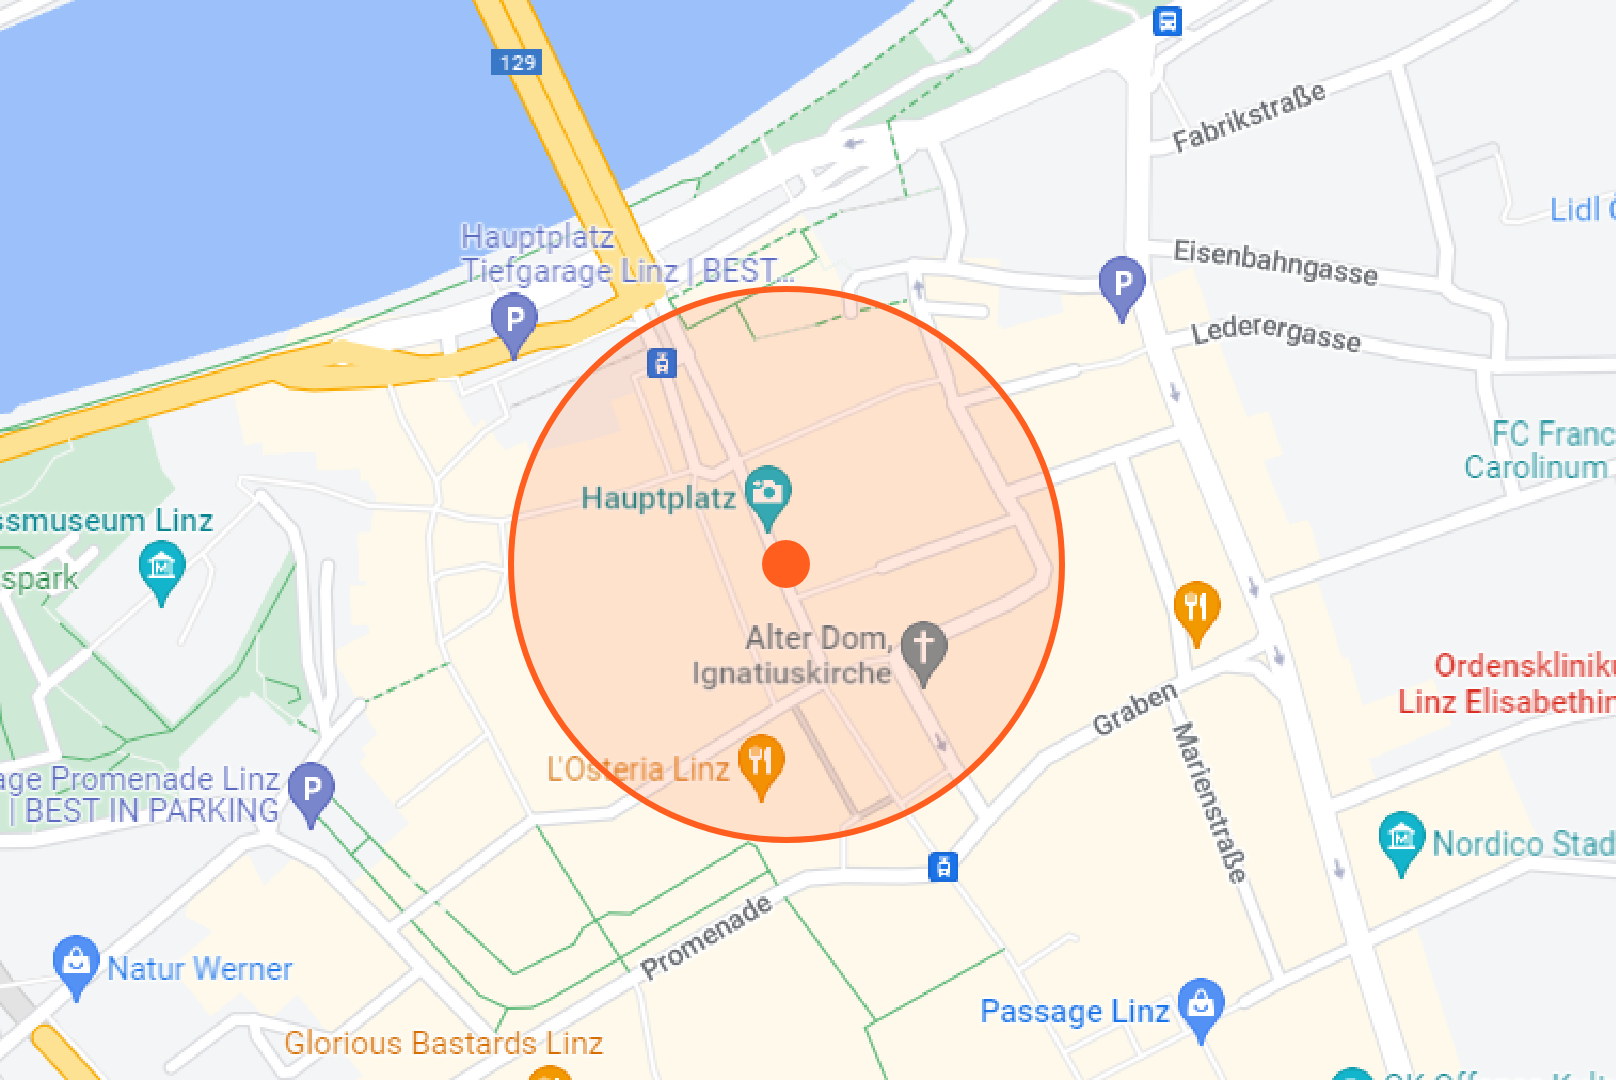 129
Fabrikstraße
Lidl
Hauptplatz
Tiefgarage Linz | BEST...
P
P
Eisenbahngasse
Lederergasse
FC Franc
Carolinum
Hauptplatz
ssmuseum Linz
spark
Alter Dom,
Ignatiuskirche
Ordenskliniku
Linz Elisabethin
Graben
Marienstraße
L'Osteria Linz
age Promenade Linz
| BEST IN PARKING
P
Nordico Stad
Promenade
Natur Werner
Passage Linz
Glorious Bastards Linz